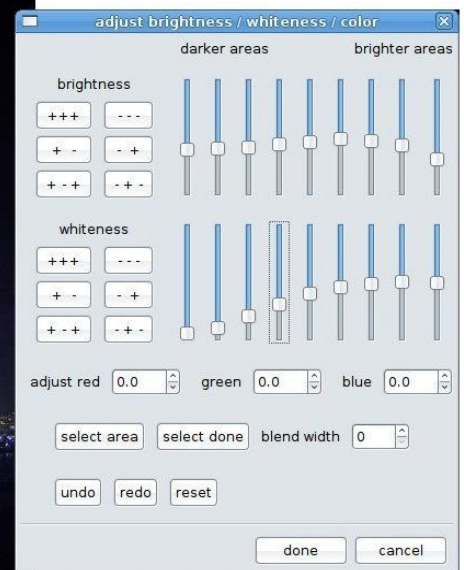 adjust brightness / whiteness / color
darker areas brighter areas
brightness
+++ ---
+ - - +
+ - + - + -
whiteness
+++ ---
+ - - +
+ - + - + -
adjust red 0.0 green 0.0 blue 0.0
select area select done blend width 0
undo redo reset
done cancel